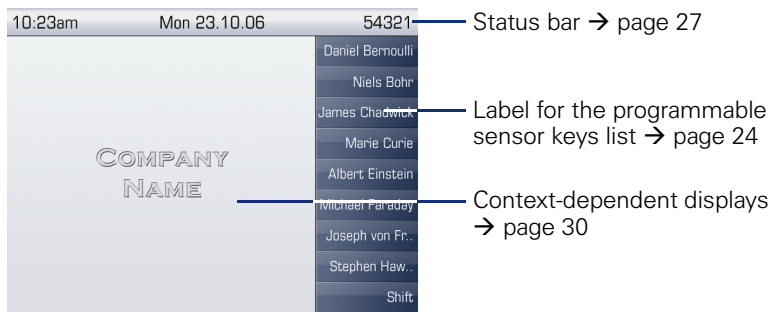 10:23am Mon 23.10.06 54321
Status bar → page 27
Daniel Bernoulli
Niels Bohr
James Chadwick
Label for the programmable
sensor keys list → page 24
Marie Curie
COMPANY
NAME
Albert Einstein
Michael Faraday
Context-dependent displays
→ page 30
Joseph von Fr..
Stephen Haw..
Shift